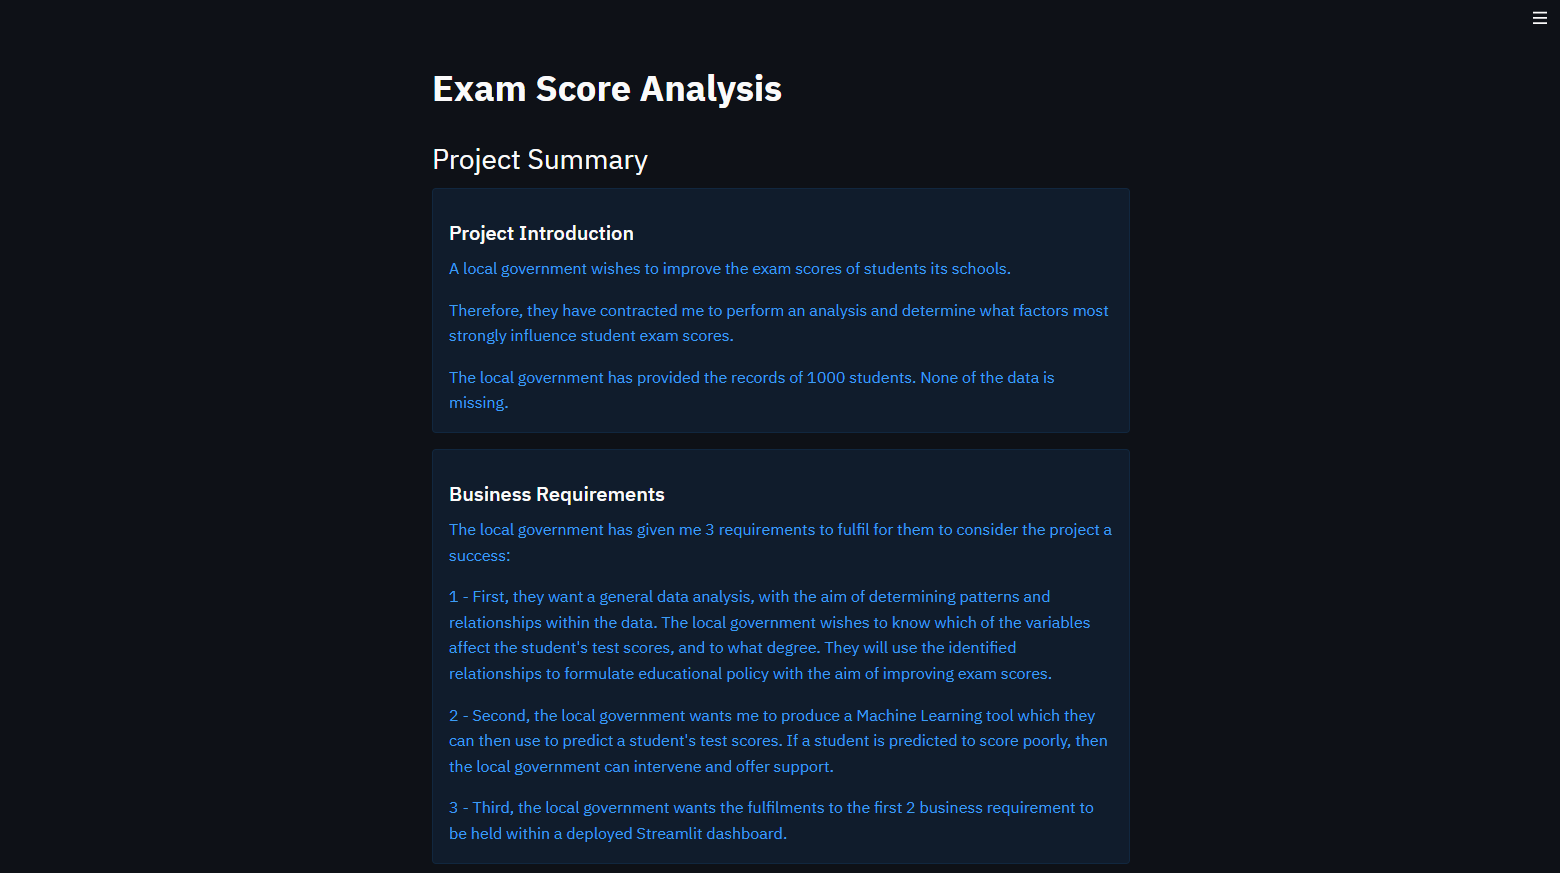 Exam Score Analysis
Project Summary
Project Introduction
A local government wishes to improve the exam scores of students its schools.
Therefore, they have contracted me to perform an analysis and determine what factors most
strongly influence student exam scores.
The local government has provided the records of 1000 students. None of the data is
missing.
Business Requirements
The local government has given me 3 requirements to fulfil for them to consider the project a
success:
1 - First, they want a general data analysis, with the aim of determining patterns and
relationships within the data. The local government wishes to know which of the variables
affect the student's test scores, and to what degree. They will use the identified
relationships to formulate educational policy with the aim of improving exam scores.
2 - Second, the local government wants me to produce a Machine Learning tool which they
can then use to predict a student's test scores. If a student is predicted to score poorly, then
the local government can intervene and offer support.
3 - Third, the local government wants the fulfilments to the first 2 business requirement to
be held within a deployed Streamlit dashboard.